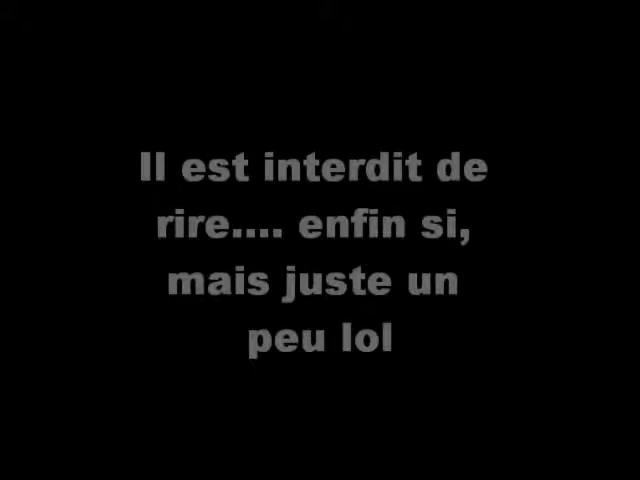 Il est interdit de
rire.... enfin si,
mais juste un
peu lol